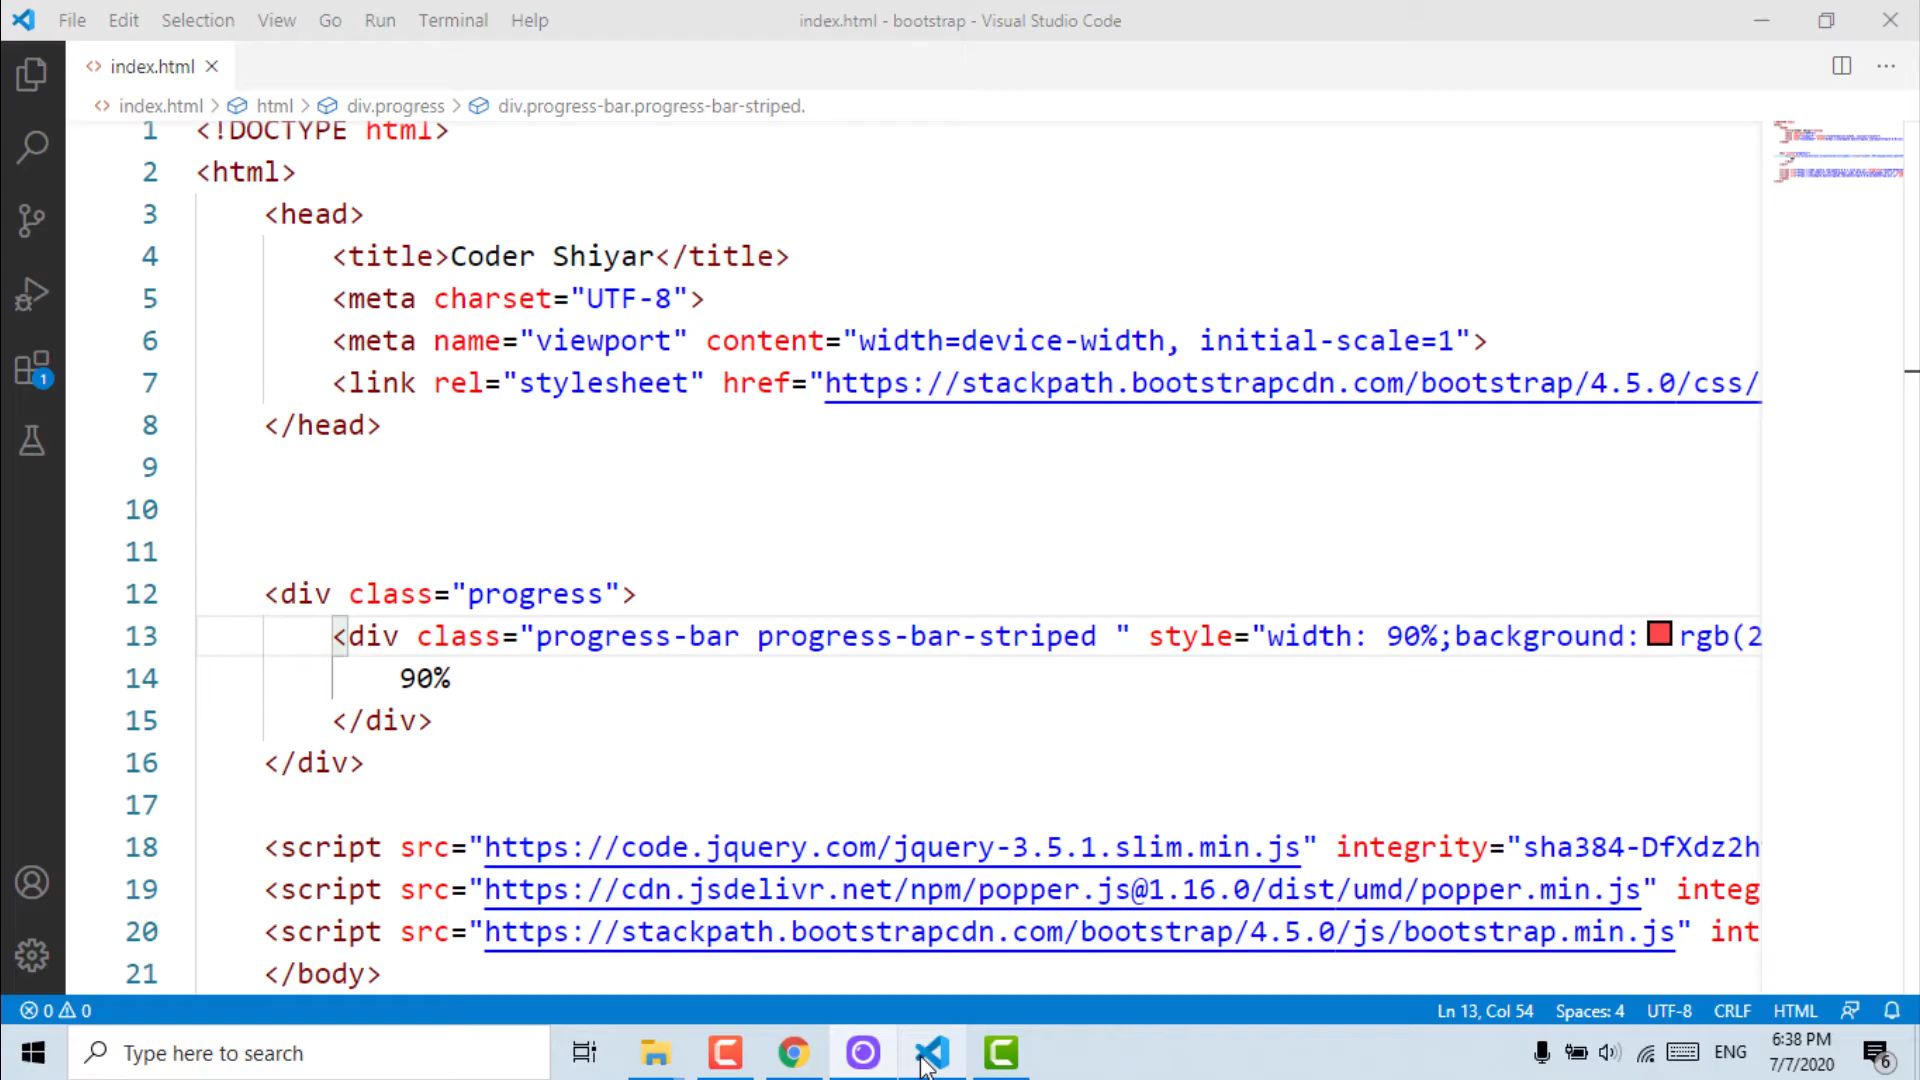 File Edit Selection View Go Run Terminal Help index.html - bootstrap - Visual Studio Code
index.html
index.html > html > div.progress > div.progress-bar.progress-bar-striped.
1 <!DOCTYPE html>
2 <html>
3 <head>
4 <title>Coder Shiyar</title>
5 <meta charset="UTF-8">
6 <meta name="viewport" content="width=device-width, initial-scale=1">
7 <link rel="stylesheet" href="https://stackpath.bootstrapcdn.com/bootstrap/4.5.0/css/
8 </head>
9
10
11
12 <div class="progress">
13 <div class="progress-bar progress-bar-striped " style="width: 90%;background: rgb(2
14 90%
15 </div>
16 </div>
17
18 <script src="https://code.jquery.com/jquery-3.5.1.slim.min.js" integrity="sha384-DfXdz2h
19 <script src="https://cdn.jsdelivr.net/npm/popper.js@1.16.0/dist/umd/popper.min.js" integ
20 <script src="https://stackpath.bootstrapcdn.com/bootstrap/4.5.0/js/bootstrap.min.js" int
21 </body>
1
0 0 Ln 13, Col 54 Spaces: 4 UTF-8 CRLF HTML
Type here to search ENG 6:38 PM
7/7/2020 6